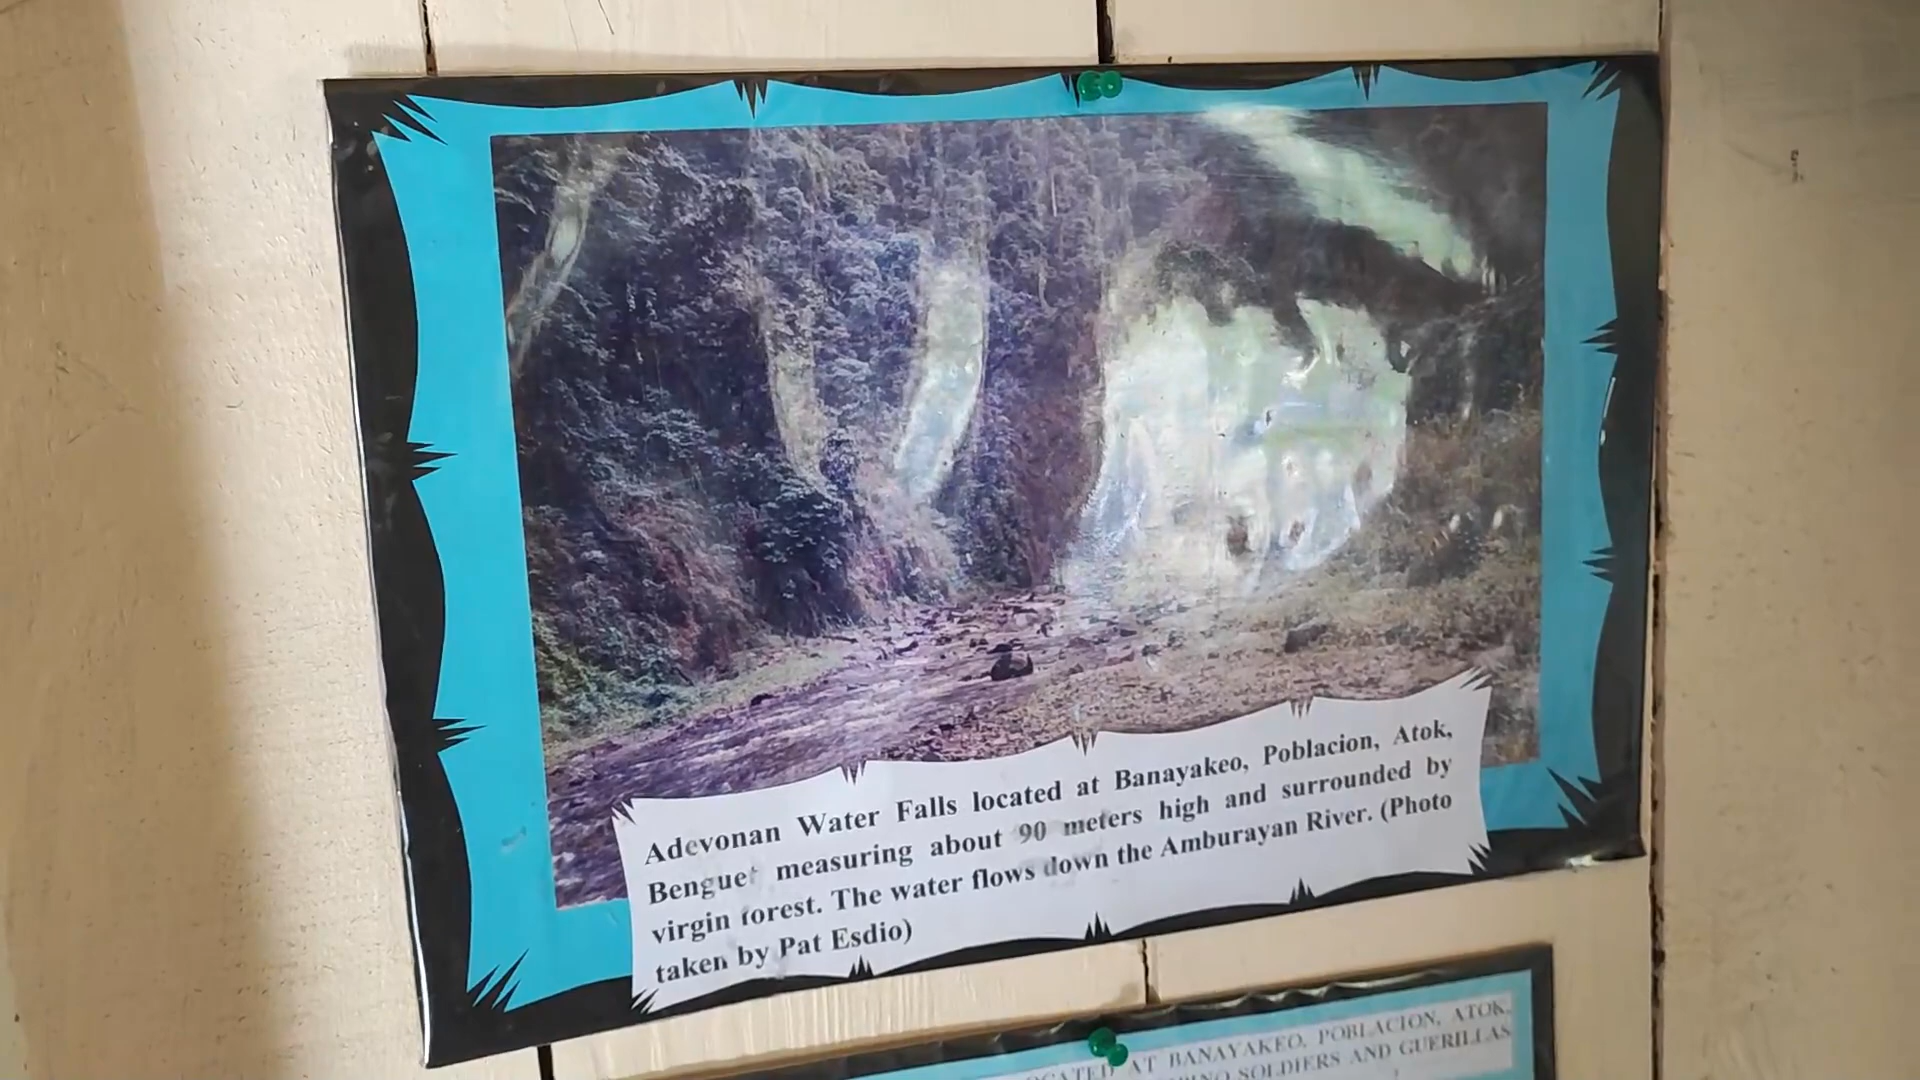 Adevonan Water Falls located at Banayakeo, Poblacion, Atok,
Benguet measuring about 90 meters high and surrounded by
virgin forest. The water flows down the Amburayan River. (Photo
taken by Pat Esdio)
AT BANAYAKEO, POBLACION, ATOK,
SOLDIERS AND GUERILLAS